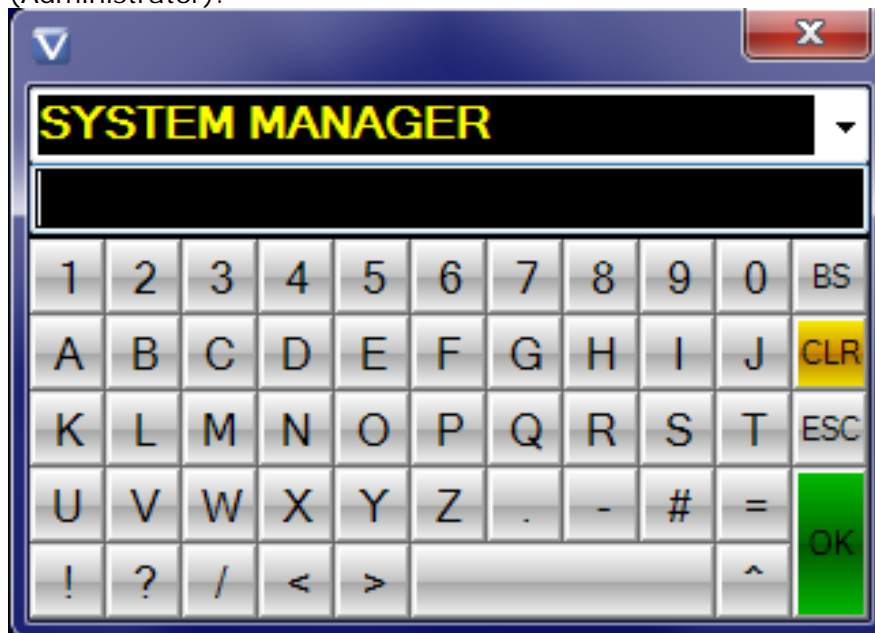 (Administrator).
SYSTEM MANAGER
1 2 3 4 5 6 7 8 9 0 BS
A B C D E F G H I J CLR
K L M N O P Q R S T ESC
U V W X Y Z . - # = OK
! ? / < > ^